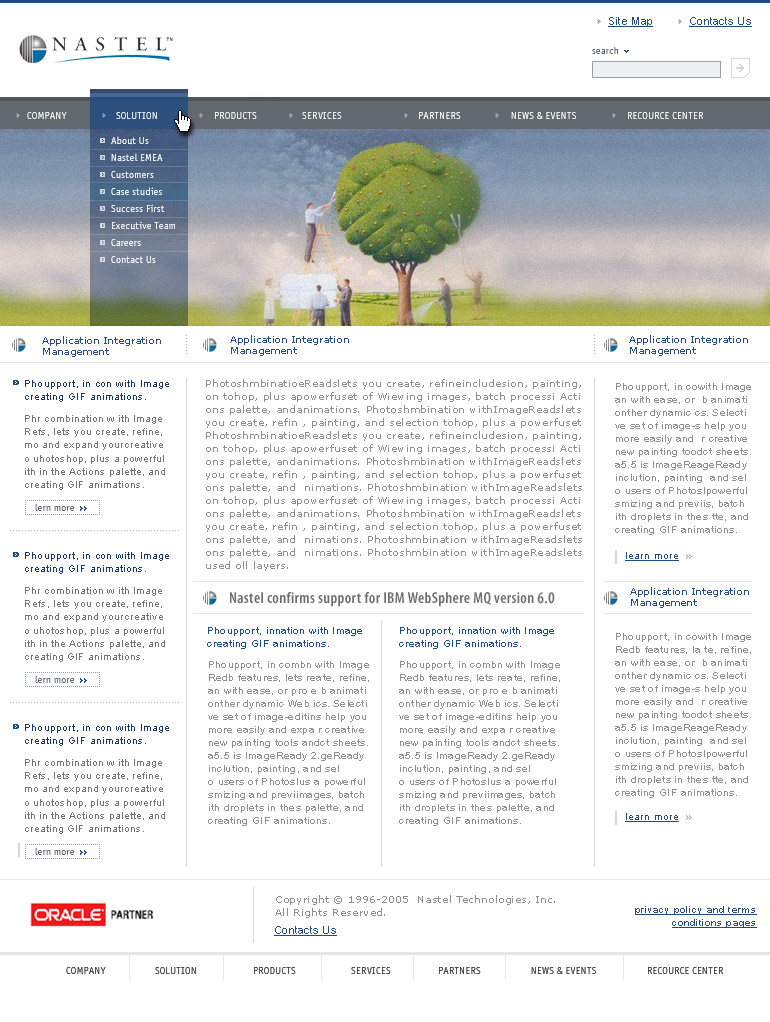 Site Map
Contacts Us
NASTEL™
search
COMPANY
SOLUTION
PRODUCTS
SERVICES
PARTNERS
NEWS & EVENTS
RECOURCE CENTER
About Us
Nastel EMEA
Customers
Case studies
Success First
Executive Team
Careers
Contact Us
Application Integration
Management
Phoupport, in con with Image
creating GIF animations.
Phr combination with Image
Refs, lets you create, refine,
mo and expand yourcreative
o uhotoshop, plus a powerful
ith in the Actions palette, and
creating GIF animations.
lern more
Phoupport, in con with Image
creating GIF animations.
Phr combination with Image
Refs, lets you create, refine,
mo and expand yourcreative
o uhotoshop, plus a powerful
ith in the Actions palette, and
creating GIF animations.
lern more
Phoupport, in con with Image
creating GIF animations.
Phr combination with Image
Refs, lets you create, refine,
mo and expand yourcreative
o uhotoshop, plus a powerful
ith in the Actions palette, and
creating GIF animations.
lern more
Application Integration
Management
PhotoshmbinatioeReadslets you create, refineincludesion, painting,
on tohop, plus apowerfuset of Wiewing images, batch processi Acti
ons palette, andanimations. Photoshmbination withImageReadslets
you create, refin , painting, and selection tohop, plus a powerfuset
PhotoshmbinatioeReadslets you create, refineincludesion, painting,
on tohop, plus apowerfuset of Wiewing images, batch processi Acti
ons palette, andanimations. Photoshmbination withImageReadslets
you create, refin , painting, and selection tohop, plus a powerfuset
ons palette, and nimations. Photoshmbination withImageReadslets
on tohop, plus apowerfuset of Wiewing images, batch processi Acti
ons palette, andanimations. Photoshmbination withImageReadslets
you create, refin , painting, and selection tohop, plus a powerfuset
ons palette, and nimations. Photoshmbination withImageReadslets
ons palette, and nimations. Photoshmbination withImageReadslets
used oll layers.
Nastel confirms support for IBM WebSphere MQ version 6.0
Phoupport, innation with Image
creating GIF animations.
Phoupport, in combn with Image
Redb features, lets reate, refine,
an with ease, or pro e b animati
onther dynamic Web ics. Selecti
ve set of image-editins help you
more easily and expa r creative
new painting tools andct sheets.
a5.5 is ImageReady 2.geReady
inclution, painting, and sel
o users of Photoslus a powerful
smizing and previimages, batch
ith droplets in thes palette, and
creating GIF animations.
Phoupport, innation with Image
creating GIF animations.
Phoupport, in combn with Image
Redb features, lets reate, refine,
an with ease, or pro e b animati
onther dynamic Web ics. Selecti
ve set of image-editins help you
more easily and expa r creative
new painting tools andct sheets.
a5.5 is ImageReady 2.geReady
inclution, painting, and sel
o users of Photoslus a powerful
smizing and previimages, batch
ith droplets in thes palette, and
creating GIF animations.
Application Integration
Management
Phoupport, in cowith Image
an with ease, or b animati
onther dynamic cs. Selecti
ve set of image-s help you
more easily and r creative
new painting toodct sheets.
a5.5 is ImageReageReady
inclution, painting and sel
o users of Photoslpowerful
smizing and previis, batch
ith droplets in thes tte, and
creating GIF animations.
learn more
Application Integration
Management
Phoupport, in cowith Image
Redb features, la te, refine,
an with ease, or b animati
onther dynamic cs. Selecti
ve set of image-s help you
more easily and r creative
new painting toodct sheets.
a5.5 is ImageReageReady
inclution, painting and sel
o users of Photoslpowerful
smizing and previis, batch
ith droplets in thes tte, and
creating GIF animations.
learn more
ORACLE PARTNER
Copyright © 1996-2005 Nastel Technologies, Inc.
All Rights Reserved.
Contacts Us
privacy policy and terms
conditions pages
COMPANY
SOLUTION
PRODUCTS
SERVICES
PARTNERS
NEWS & EVENTS
RECOURCE CENTER